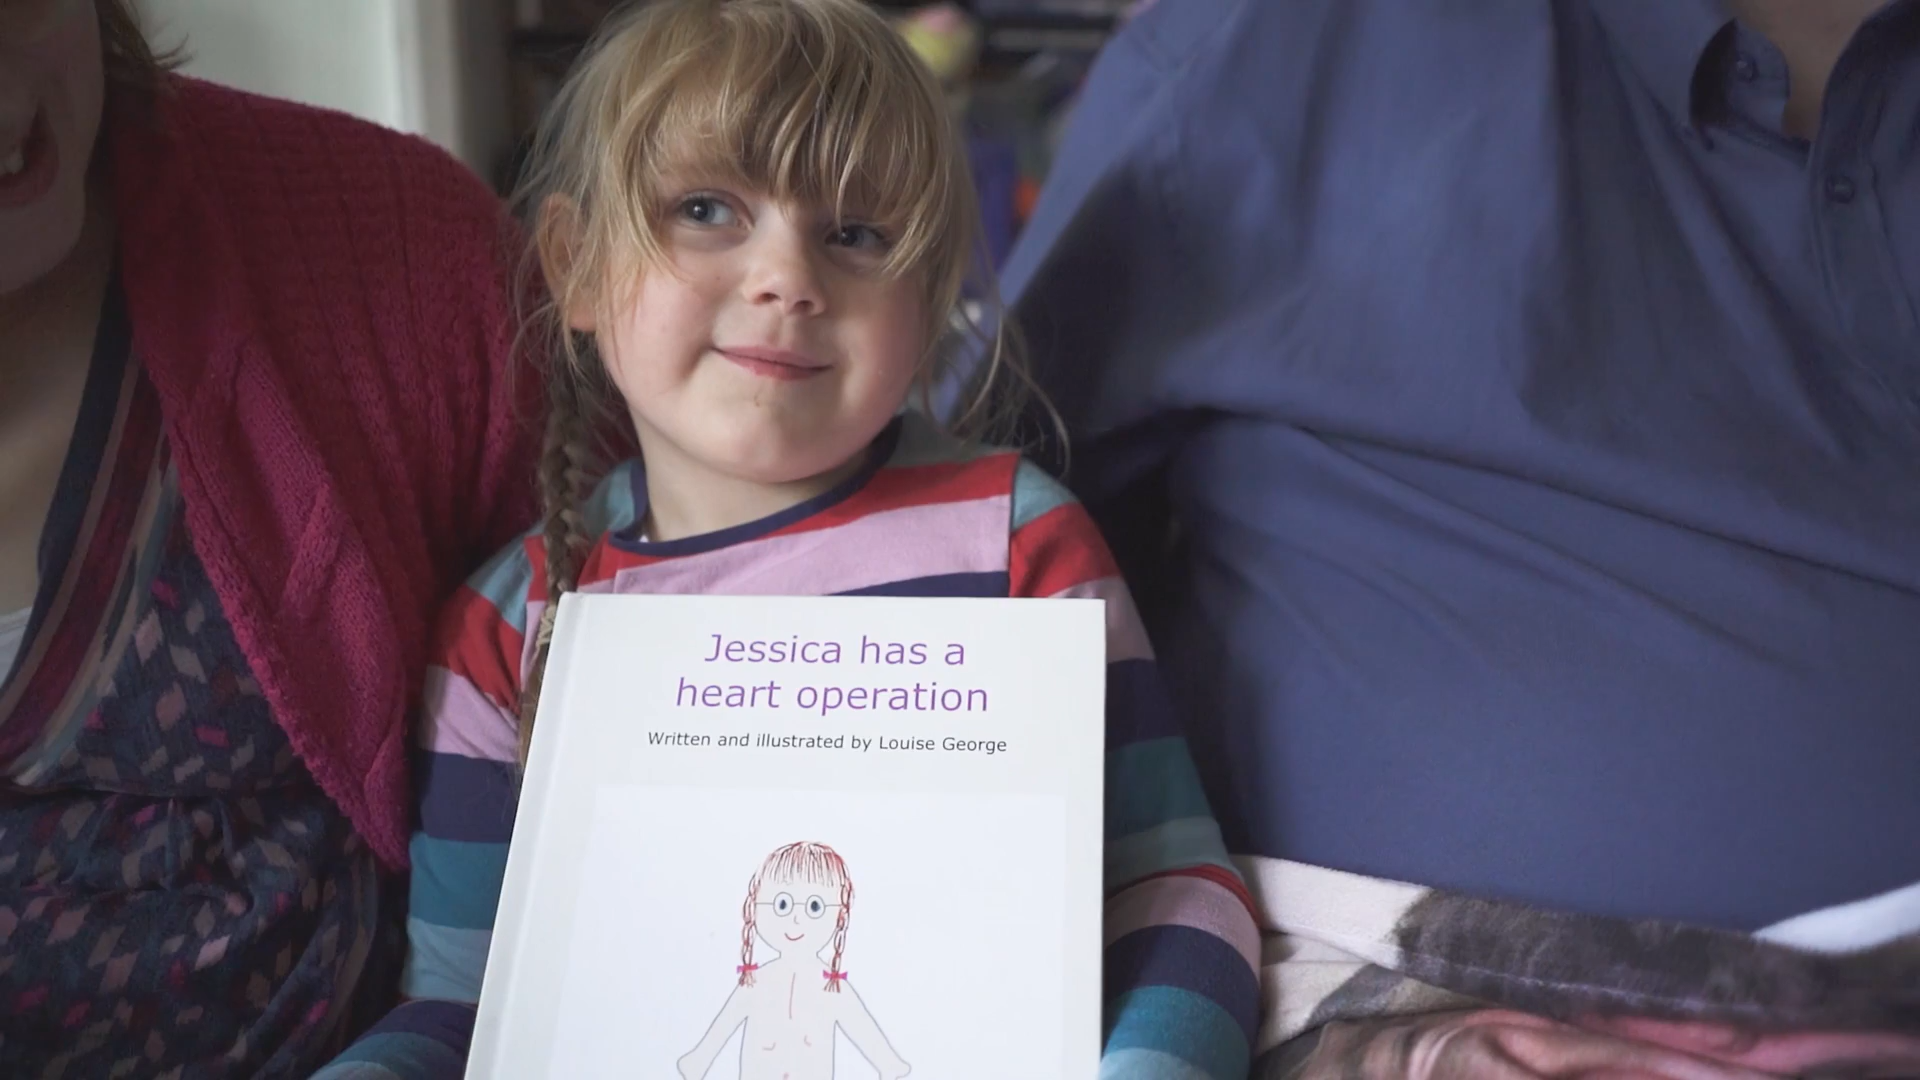 Jessica has a
heart operation
Written and illustrated by Louise George